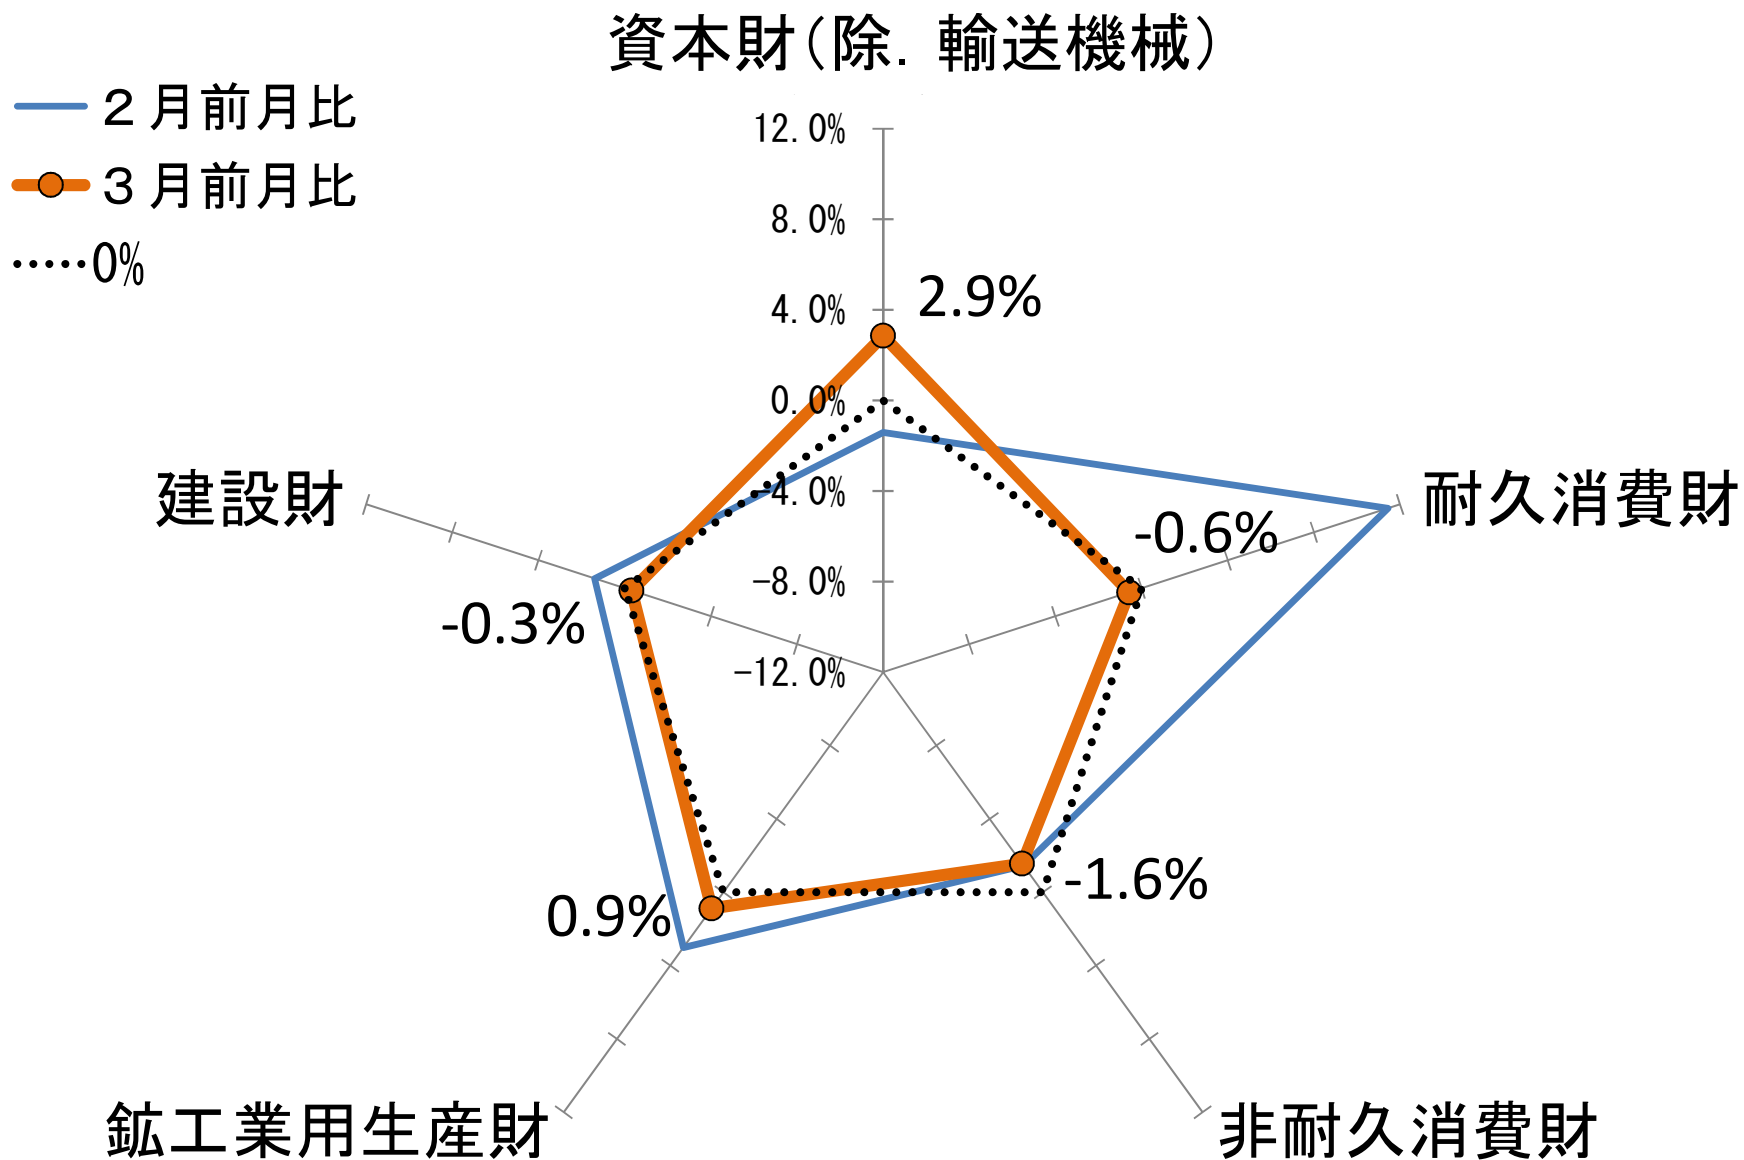 資本財(除．輸送機械)
２月前月比
３月前月比
0%
12.0%
8.0%
4.0%
0.0%
-4.0%
-8.0%
-12.0%
2.9%
耐久消費財
-0.6%
建設財
-0.3%
-1.6%
0.9%
鉱工業用生産財
非耐久消費財